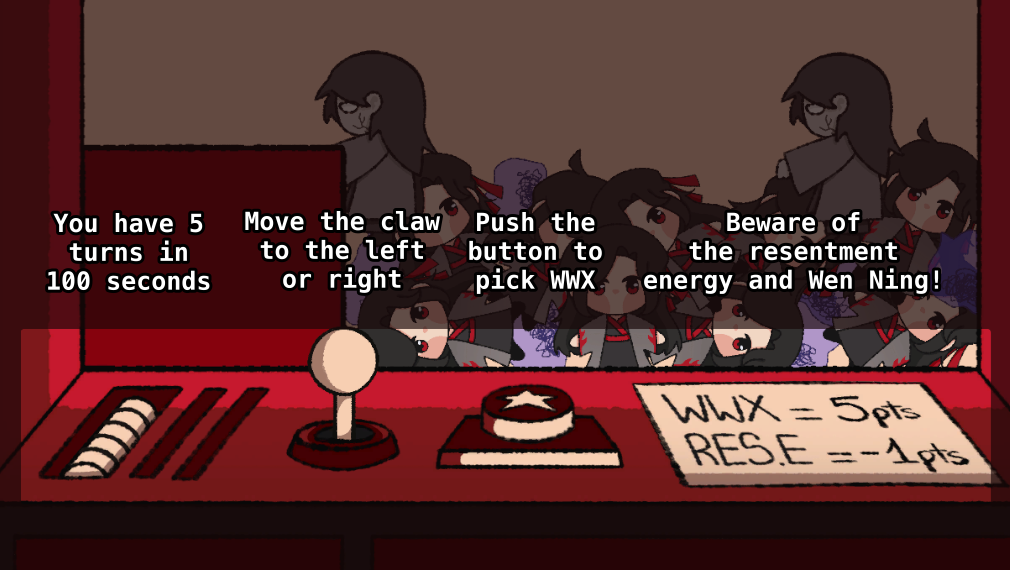 You have 5
turns in
100 seconds
Move the claw
to the left
or right
Push the
button to
pick WWX
Beware of
the resentment
energy and Wen Ning!
WWX = 5pts
RES.E = -1pts